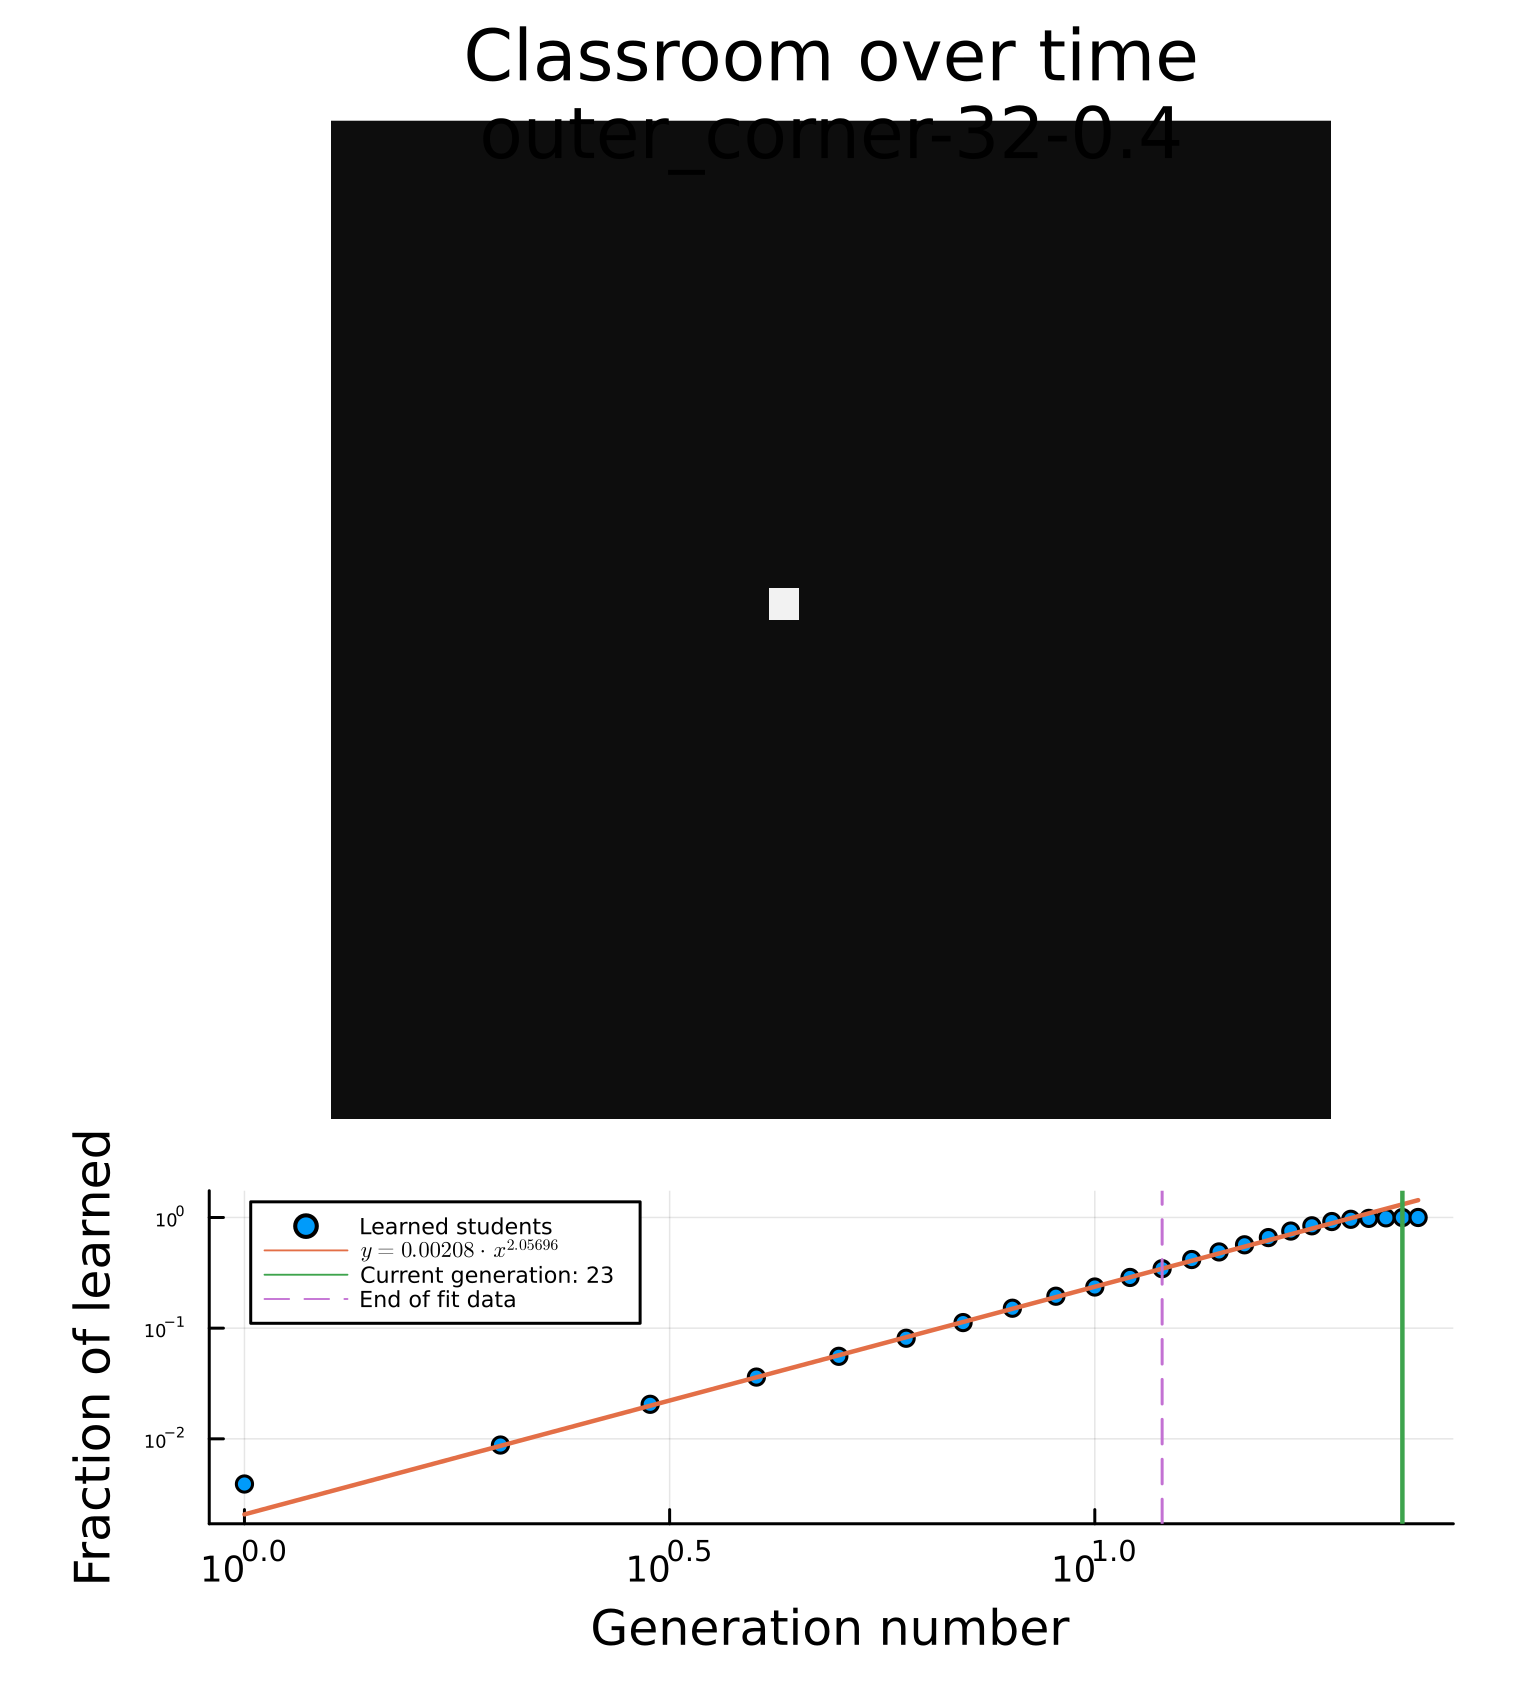 Classroom over time
outer_corner-32-0.4
Fraction of learned
10^0
10^−1
10^−2
Learned students
y = 0.00208 · x^2.05696
Current generation: 23
End of fit data
10^0.0
10^0.5
10^1.0
Generation number